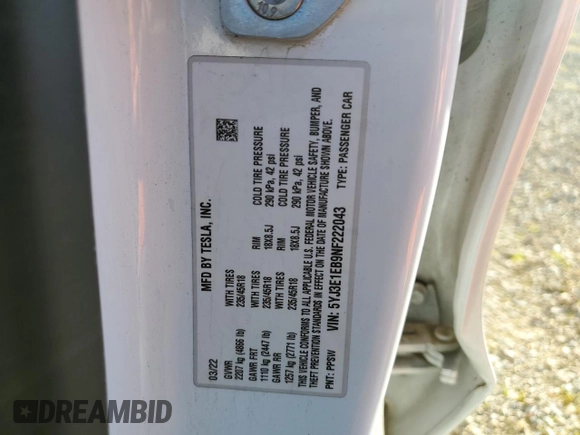 109
MFD BY TESLA, INC.
03/22
GVWR
2207 kg (4866 lb)
WITH TIRES
235/45R18
RIM
18X8.5J
COLD TIRE PRESSURE
290 kPa, 42 psi
GAWR FRT
1110 kg (2447 lb)
WITH TIRES
235/45R18
RIM
18X8.5J
COLD TIRE PRESSURE
290 kPa, 42 psi
GAWR RR
1257 kg (2771 lb)
THIS VEHICLE CONFORMS TO ALL APPLICABLE U.S. FEDERAL MOTOR VEHICLE SAFETY, BUMPER, AND
THEFT PREVENTION STANDARDS IN EFFECT ON THE DATE OF MANUFACTURE SHOWN ABOVE.
VIN: 5YJ3E1EB9NF222043
PNT: PPSW
TYPE: PASSENGER CAR
DREAMBID